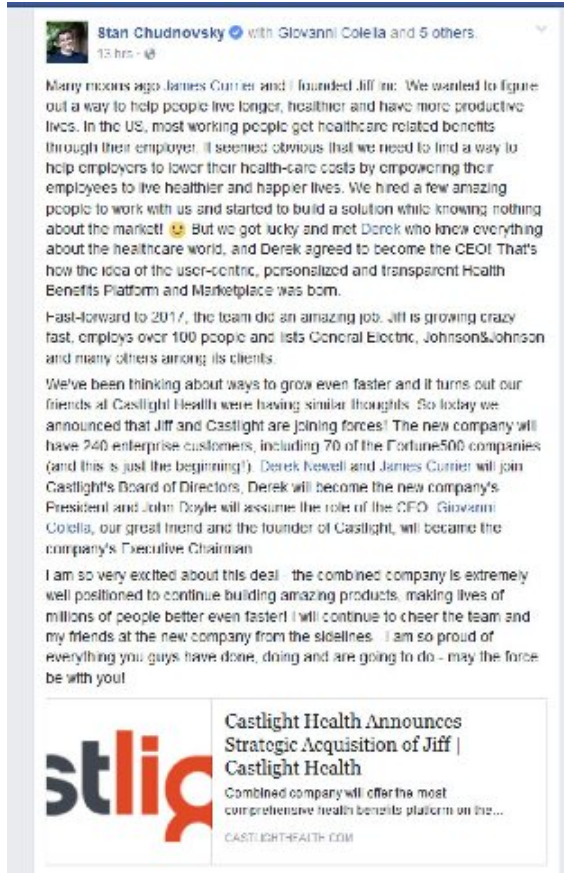 Stan Chudnovsky with Giovanni Colella and 5 others.
13 hrs ·
Many moons ago James Currier and I founded Jiff Inc. We wanted to figure
out a way to help people live longer, healthier and have more productive
lives. In the US, most working people get healthcare related benefits
through their employer. It seemed obvious that we need to find a way to
help employers to lower their health-care costs by empowering their
employees to live healthier and happier lives. We hired a few amazing
people to work with us and started to build a solution while knowing nothing
about the market! 😉 But we got lucky and met Derek who knew everything
about the healthcare world, and Derek agreed to become the CEO! That's
how the idea of the user-centric, personalized and transparent Health
Benefits Platform and Marketplace was born.
Fast-forward to 2017, the team did an amazing job. Jiff is growing crazy
fast, employs over 100 people and lists General Electric, Johnson&Johnson
and many others among its clients.
We've been thinking about ways to grow even faster and it turns out our
friends at Castlight Health were having similar thoughts. So today we
announced that Jiff and Castlight are joining forces! The new company will
have 240 enterprise customers, including 70 of the Fortune500 companies
(and this is just the beginning!). Derek Newell and James Currier will join
Castlight's Board of Directors, Derek will become the new company's
President and John Doyle will assume the role of the CEO. Giovanni
Colella, our great friend and the founder of Castlight, will became the
company's Executive Chairman.
I am so very excited about this deal - the combined company is extremely
well positioned to continue building amazing products, making lives of
millions of people better even faster! I will continue to cheer the team and
my friends at the new company from the sidelines. I am so proud of
everything you guys have done, doing and are going to do - may the force
be with you!
stlig
Castlight Health Announces
Strategic Acquisition of Jiff |
Castlight Health
Combined company will offer the most
comprehensive health benefits platform on the...
CASTLIGHTHEALTH.COM